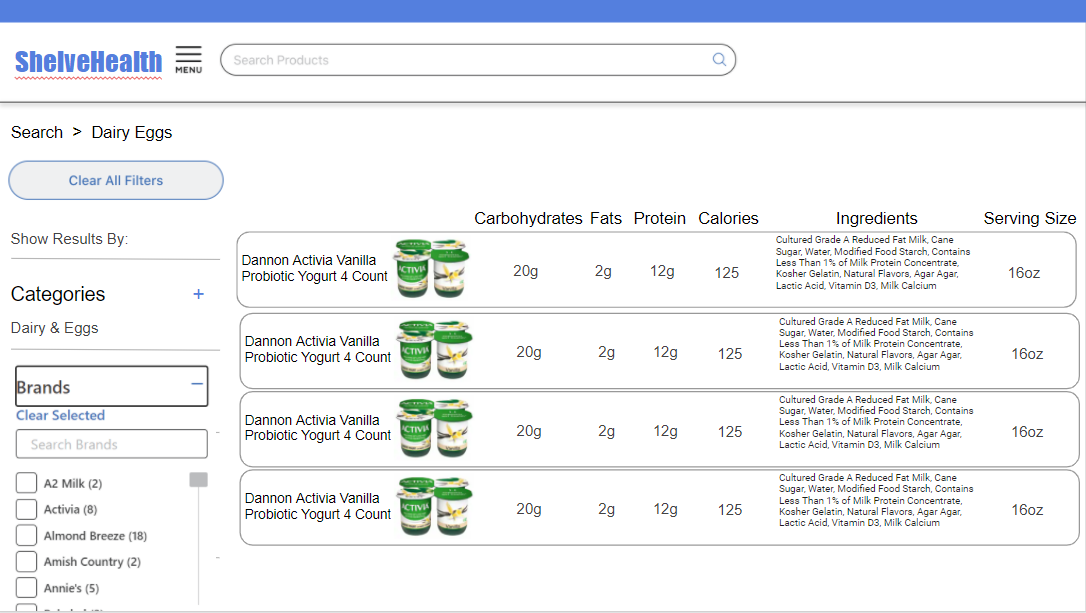 ShelveHealth
MENU
Search Products
Search > Dairy Eggs
Clear All Filters
Show Results By:
Categories +
Dairy & Eggs
Brands
Clear Selected
Search Brands
A2 Milk (2)
Activia (8)
Almond Breeze (18)
Amish Country (2)
Annie's (5)
Carbohydrates Fats Protein Calories Ingredients Serving Size
Dannon Activia Vanilla
Probiotic Yogurt 4 Count
ACTIVIA
20g 2g 12g 125
Cultured Grade A Reduced Fat Milk, Cane
Sugar, Water, Modified Food Starch, Contains
Less Than 1% of Milk Protein Concentrate,
Kosher Gelatin, Natural Flavors, Agar Agar,
Lactic Acid, Vitamin D3, Milk Calcium
16oz
Dannon Activia Vanilla
Probiotic Yogurt 4 Count
ACTIVIA
20g 2g 12g 125
Cultured Grade A Reduced Fat Milk, Cane
Sugar, Water, Modified Food Starch, Contains
Less Than 1% of Milk Protein Concentrate,
Kosher Gelatin, Natural Flavors, Agar Agar,
Lactic Acid, Vitamin D3, Milk Calcium
16oz
Dannon Activia Vanilla
Probiotic Yogurt 4 Count
ACTIVIA
20g 2g 12g 125
Cultured Grade A Reduced Fat Milk, Cane
Sugar, Water, Modified Food Starch, Contains
Less Than 1% of Milk Protein Concentrate,
Kosher Gelatin, Natural Flavors, Agar Agar,
Lactic Acid, Vitamin D3, Milk Calcium
16oz
Dannon Activia Vanilla
Probiotic Yogurt 4 Count
ACTIVIA
20g 2g 12g 125
Cultured Grade A Reduced Fat Milk, Cane
Sugar, Water, Modified Food Starch, Contains
Less Than 1% of Milk Protein Concentrate,
Kosher Gelatin, Natural Flavors, Agar Agar,
Lactic Acid, Vitamin D3, Milk Calcium
16oz